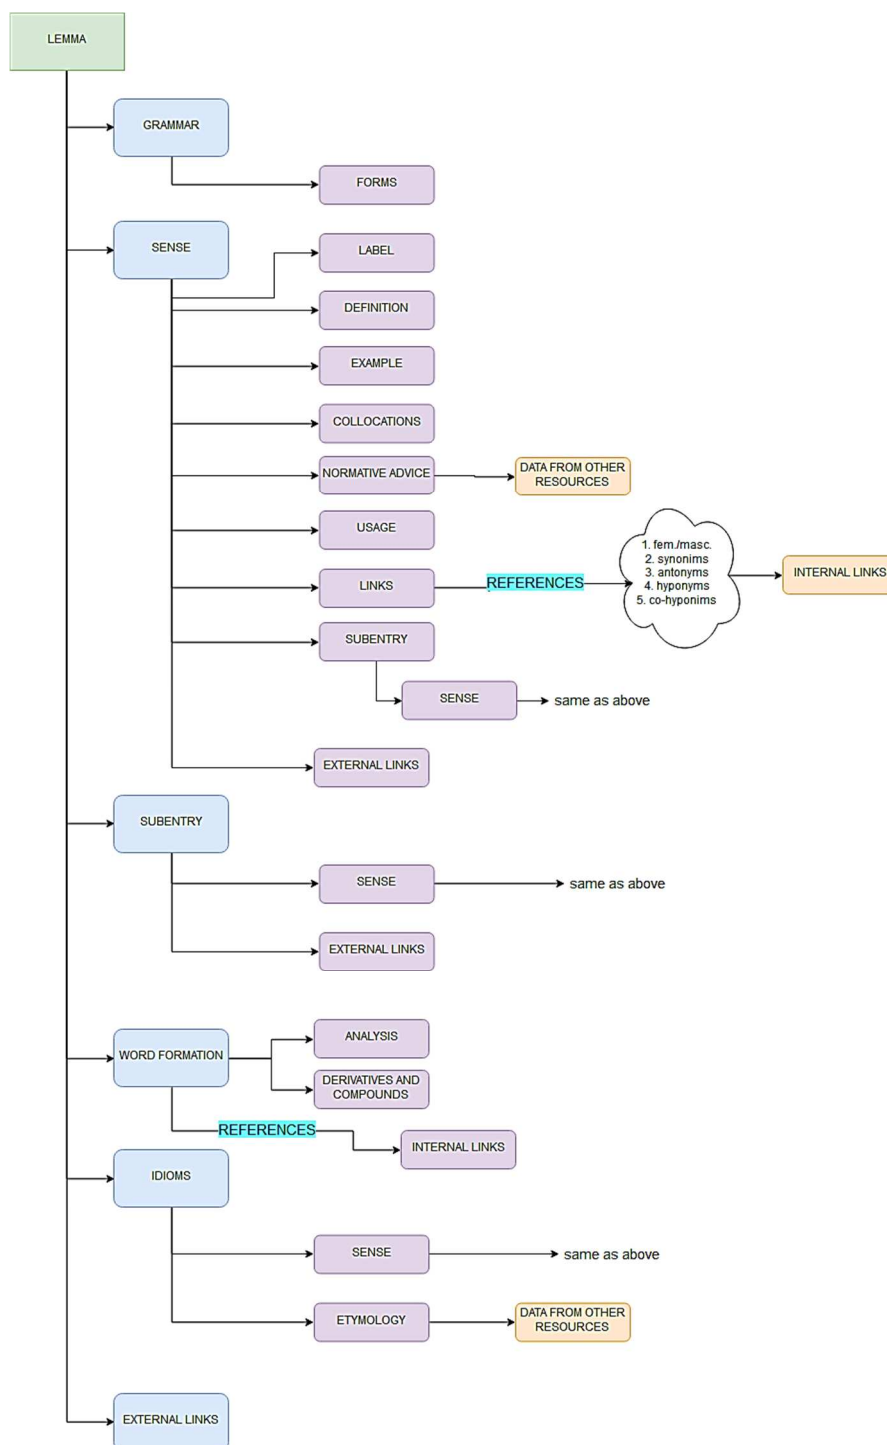 LEMMA
GRAMMAR
FORMS
SENSE
LABEL
DEFINITION
EXAMPLE
COLLOCATIONS
NORMATIVE ADVICE
DATA FROM OTHER
RESOURCES
USAGE
LINKS
REFERENCES
1. fem./masc.
2. synonims
3. antonyms
4. hyponyms
5. co-hyponims
INTERNAL LINKS
SUBENTRY
SENSE
same as above
EXTERNAL LINKS
SUBENTRY
SENSE
same as above
EXTERNAL LINKS
WORD FORMATION
ANALYSIS
DERIVATIVES AND
COMPOUNDS
REFERENCES
INTERNAL LINKS
IDIOMS
SENSE
same as above
ETYMOLOGY
DATA FROM OTHER
RESOURCES
EXTERNAL LINKS